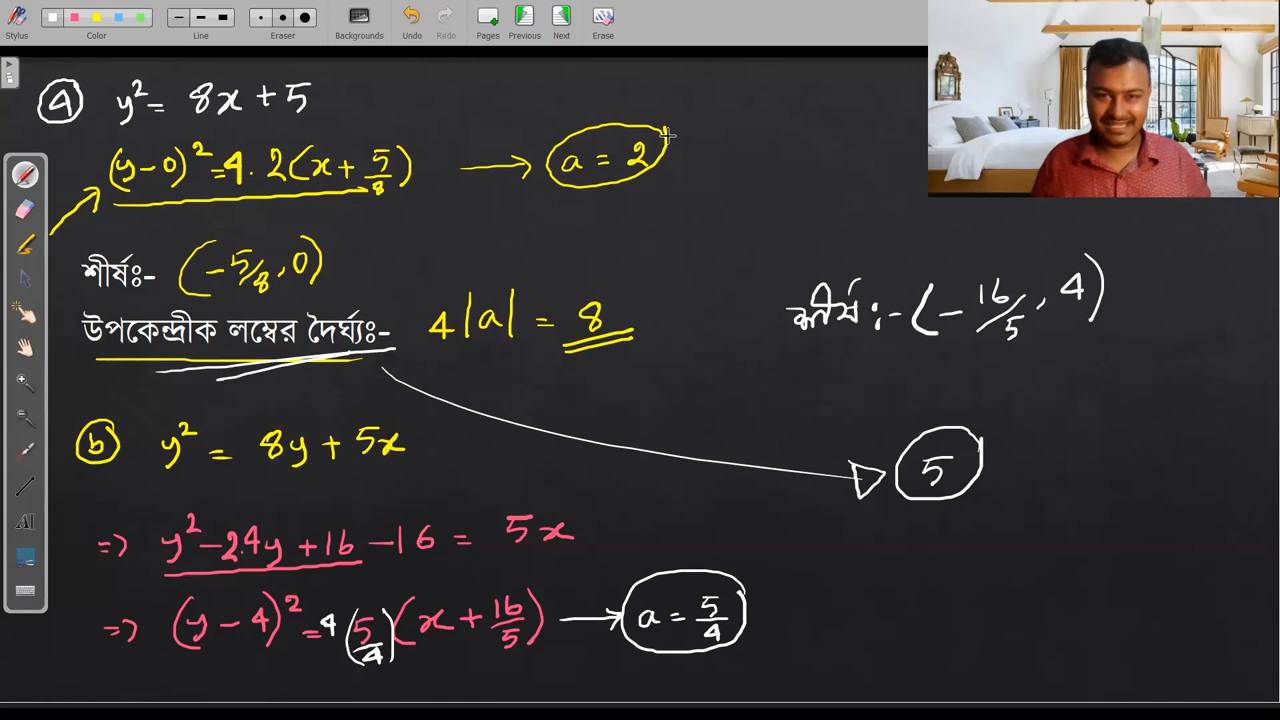 Stylus Color Line Eraser Backgrounds Undo Redo Pages Previous Next Erase
a y² = 8x + 5
(y-0)² = 4. 2(x + 5/8) → a = 2
শীর্ষঃ- (-5/8, 0)
উপকেন্দ্রীক লম্বের দৈর্ঘ্যঃ- 4|a| = 8
শীর্ষ:- (-16/5, 4)
b y² = 8y + 5x
5
=> y² - 2.4y + 16 - 16 = 5x
=> (y - 4)² = 4(5/4)(x + 16/5) → a = 5/4